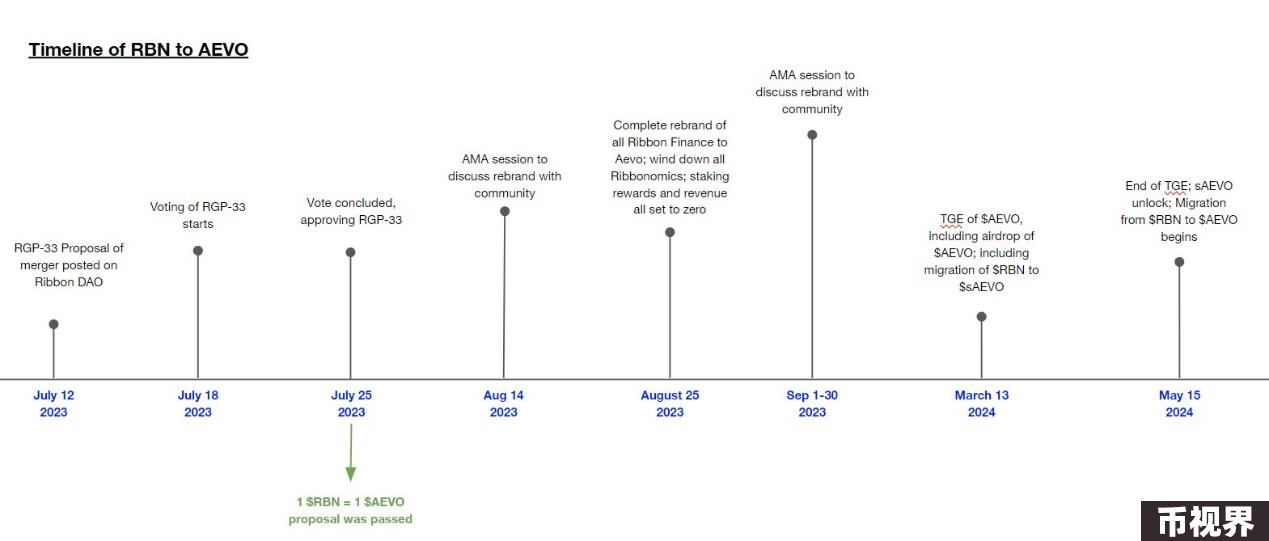 Timeline of RBN to AEVO
RGP-33 Proposal of
merger posted on
Ribbon DAO
July 12
2023
Voting of RGP-33
starts
July 18
2023
Vote concluded,
approving RGP-33
July 25
2023
1 $RBN = 1 $AEVO
proposal was passed
AMA session to
discuss rebrand with
community
Aug 14
2023
Complete rebrand of
all Ribbon Finance to
Aevo; wind down all
Ribbonomics; staking
rewards and revenue
all set to zero
August 25
2023
AMA session to
discuss rebrand with
community
Sep 1-30
2023
TGE of $AEVO,
including airdrop of
$AEVO; including
migration of $RBN to
$sAEVO
March 13
2024
End of TGE; sAEVO
unlock; Migration
from $RBN to $AEVO
begins
May 15
2024
币视界